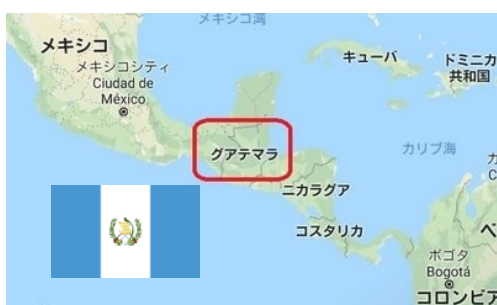 メキシコ湾
メキシコ
メキシコシティ
Ciudad de
México
キューバ
ドミニカ
共和国
グアテマラ
カリブ海
ニカラグア
コスタリカ
ボゴタ
Bogotá
コロンビア